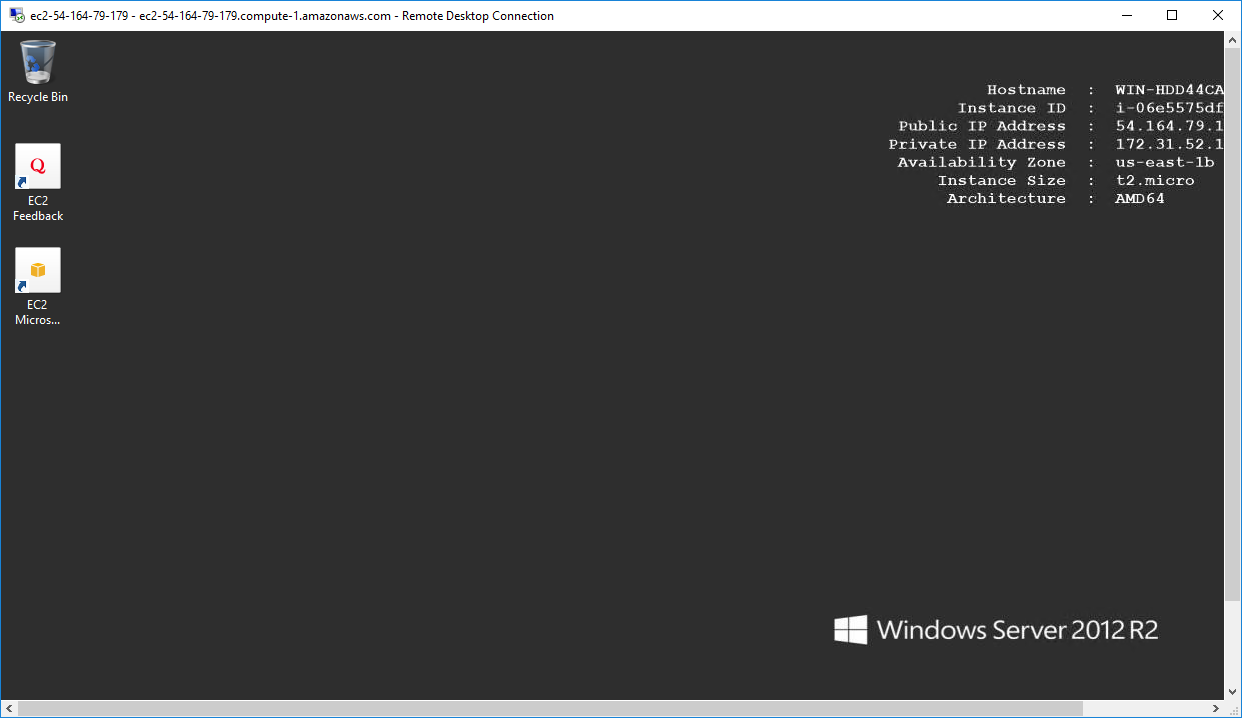 ec2-54-164-79-179 - ec2-54-164-79-179.compute-1.amazonaws.com - Remote Desktop Connection
Recycle Bin
Hostname : WIN-HDD44CA
Instance ID : i-06e5575df
Public IP Address : 54.164.79.1
Private IP Address : 172.31.52.1
Availability Zone : us-east-1b
Instance Size : t2.micro
Architecture : AMD64
Q
EC2
Feedback
EC2
Micros...
Windows Server 2012 R2